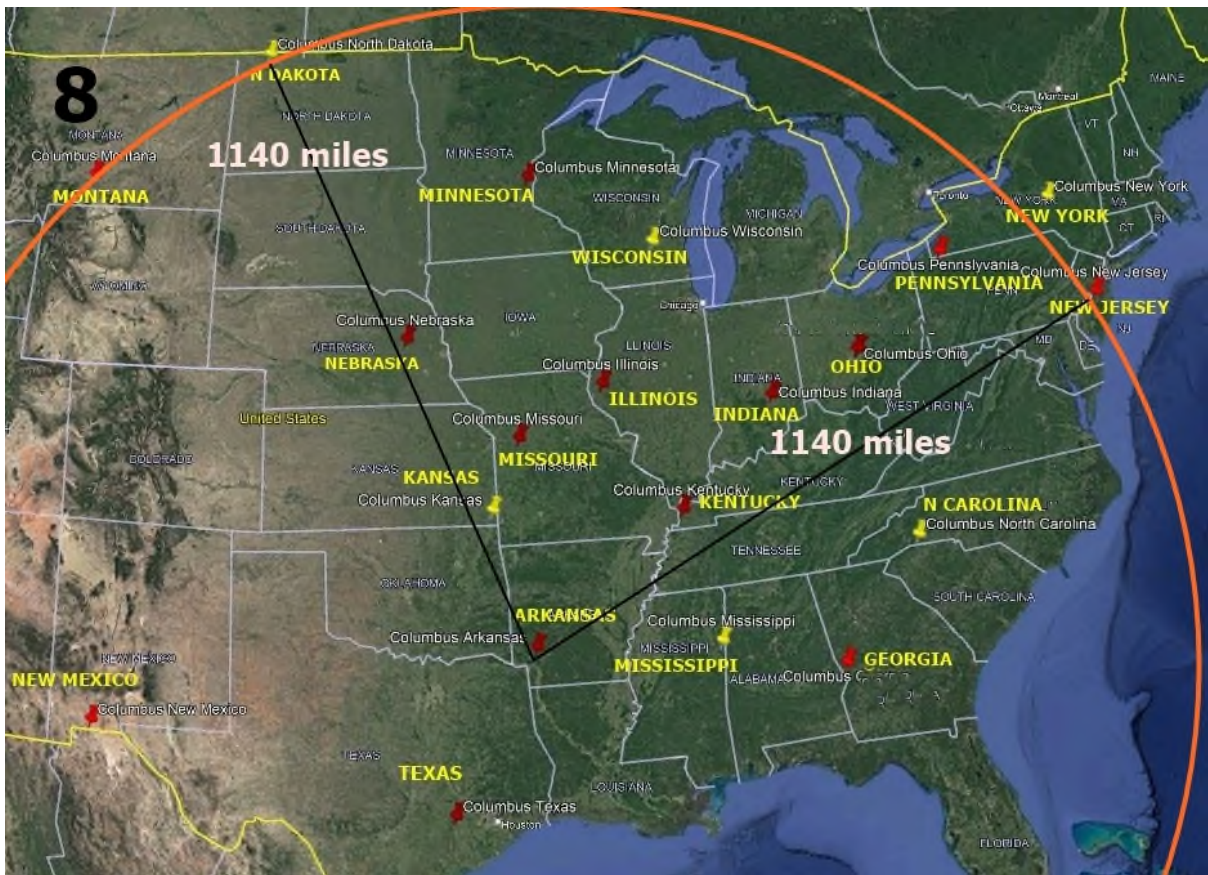 Columbus North Dakota
N DAKOTA
8
NORTH DAKOTA
MONTANA
Columbus Montana
MONTANA
1140 miles
MINNESOTA
Columbus Minnesota
MINNESOTA
WISCONSIN
Columbus Wisconsin
WISCONSIN
MICHIGAN
Montreal
Ottawa
MAINE
VT
NH
Toronto
NEW YORK
Columbus New York
NEW YORK
MA
CT
RI
Columbus Pennslyvania
PENNSYLVANIA
PENN
Columbus New Jersey
NEW JERSEY
NJ
MD
DE
SOUTH DAKOTA
WYOMING
Columbus Nebraska
NEBRASKA
NEBRASKA
IOWA
Chicago
ILLINOIS
Columbus Illinois
ILLINOIS
INDIANA
Columbus Indiana
INDIANA
OHIO
Columbus Ohio
WEST VIRGINIA
1140 miles
United States
COLORADO
Columbus Missouri
MISSOURI
MISSOURI
KANSAS
KANSAS
Columbus Kansas
Columbus Kentucky
KENTUCKY
KENTUCKY
N CAROLINA
Columbus North Carolina
TENNESSEE
OKLAHOMA
ARKANSAS
Columbus Arkansas
Columbus Mississippi
MISSISSIPPI
MISSISSIPPI
ALABAMA
Columbus
GEORGIA
SOUTH CAROLINA
NEW MEXICO
NEW MEXICO
Columbus New Mexico
TEXAS
TEXAS
Columbus Texas
Houston
LOUISIANA
FLORIDA